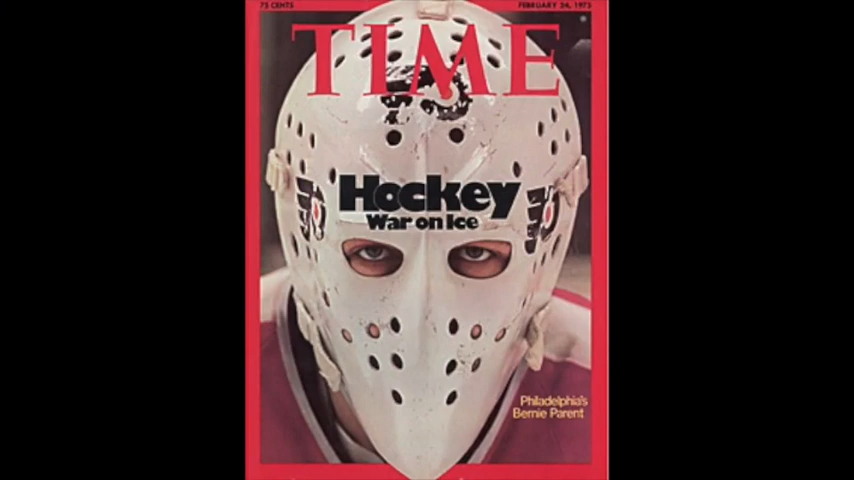 75 CENTS
FEBRUARY 24, 1975
TIME
Hockey
War on Ice
Philadelphia's
Bernie Parent